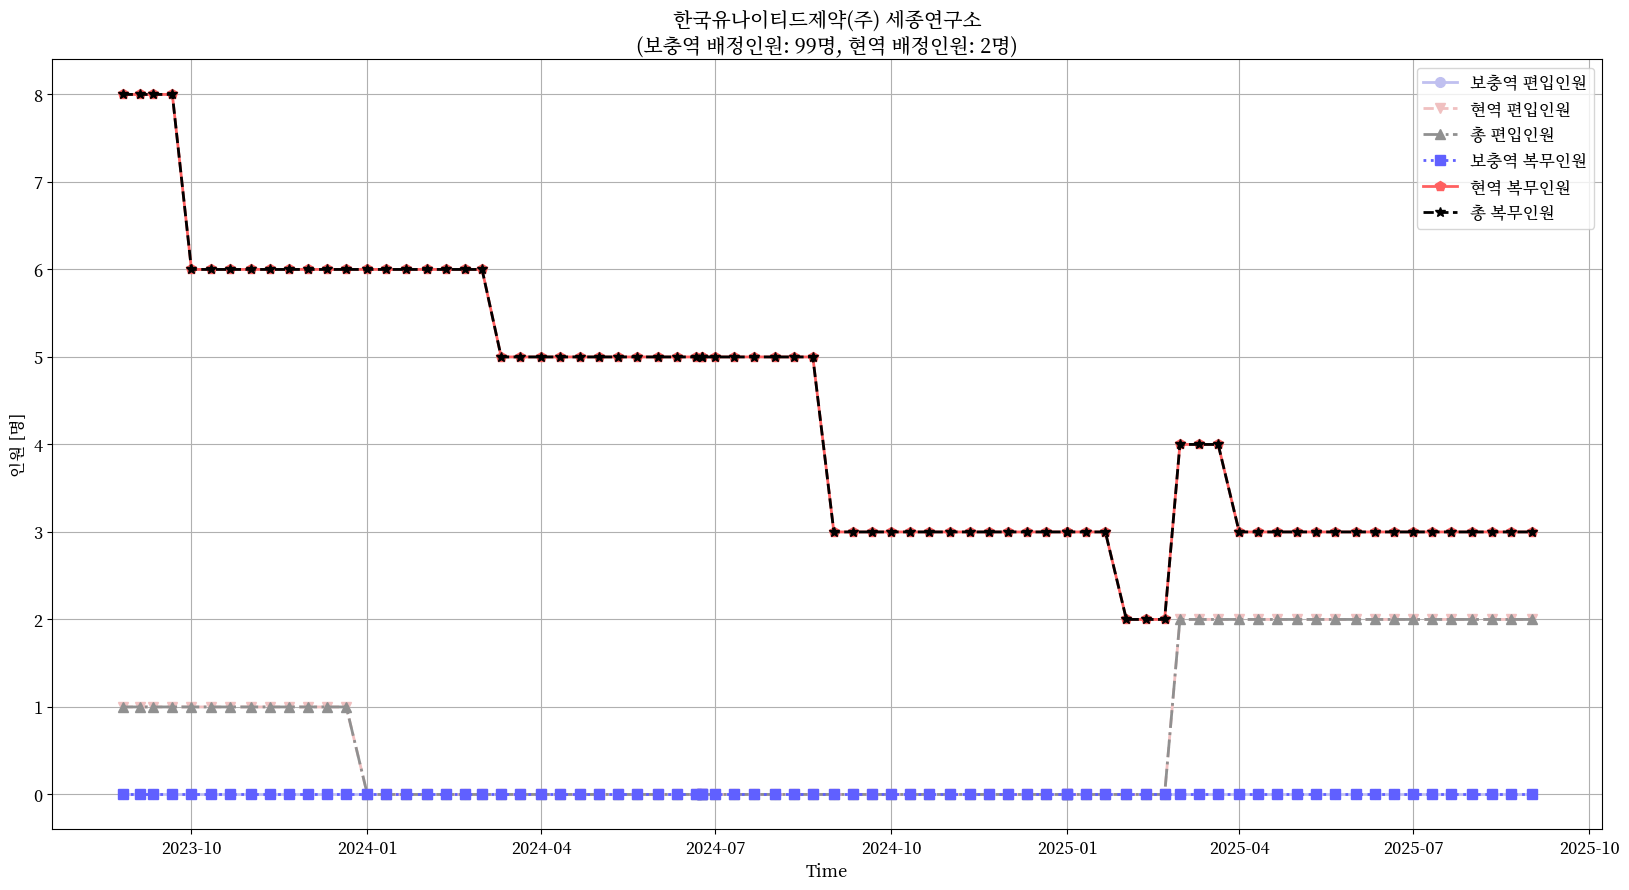 한국유나이티드제약(주) 세종연구소
(보충역 배정인원: 99명, 현역 배정인원: 2명)
보충역 편입인원
현역 편입인원
총 편입인원
보충역 복무인원
현역 복무인원
총 복무인원
인원 [명]
8
7
6
5
4
3
2
1
0
2023-10
2024-01
2024-04
2024-07
2024-10
2025-01
2025-04
2025-07
2025-10
Time